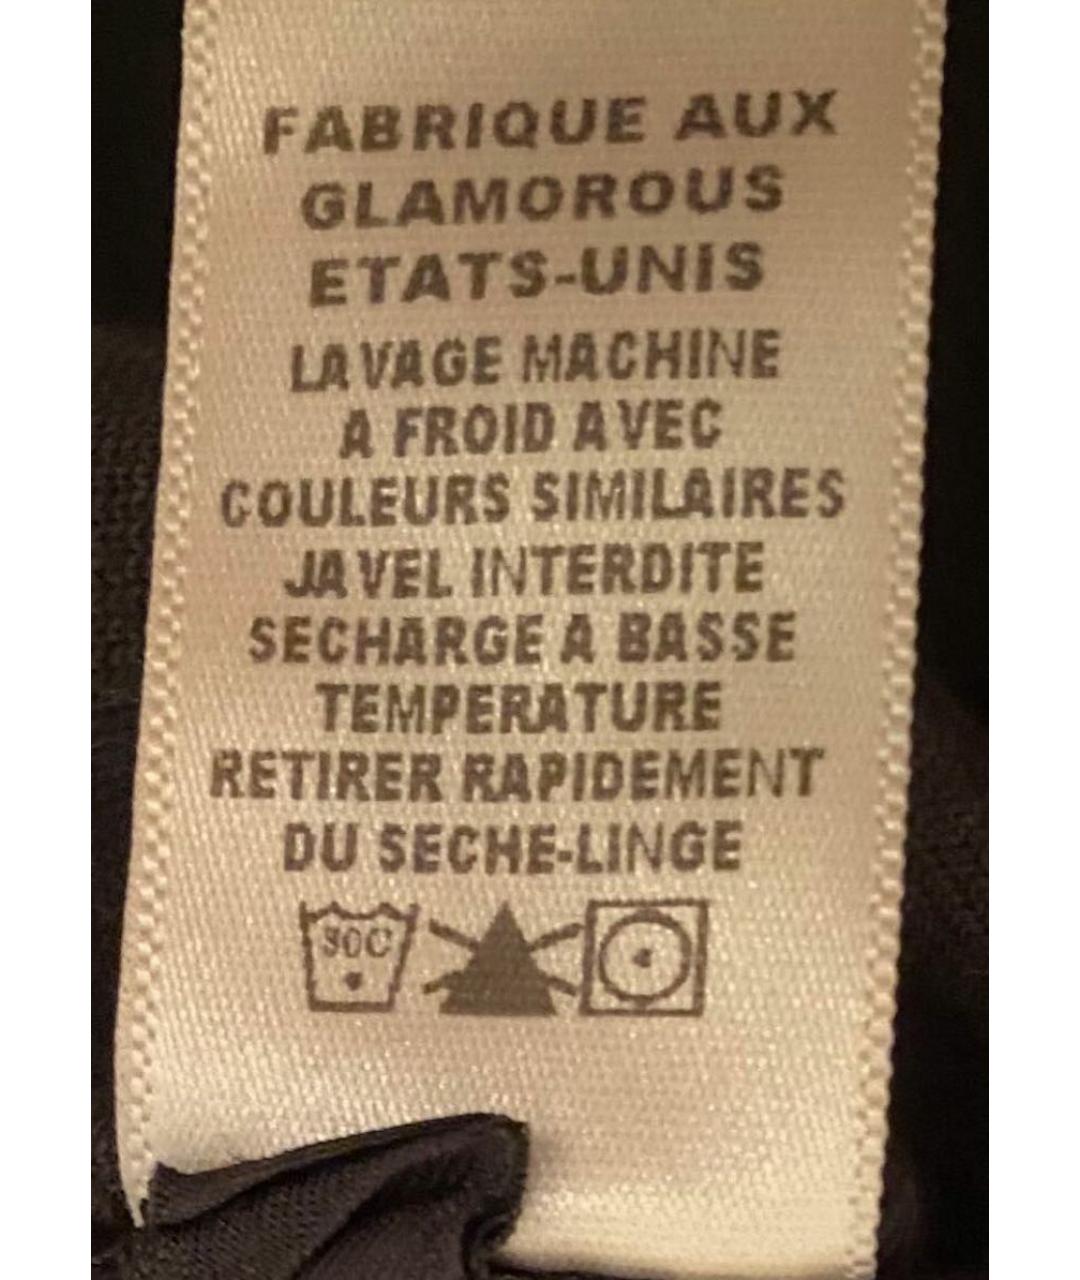 FABRIQUE AUX
GLAMOROUS
ETATS-UNIS
LAVAGE MACHINE
A FROID AVEC
COULEURS SIMILAIRES
JAVEL INTERDITE
SECHARGE A BASSE
TEMPERATURE
RETIRER RAPIDEMENT
DU SECHE-LINGE
30C